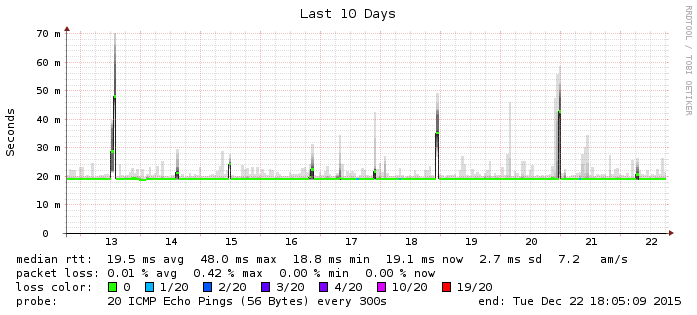 Last 10 Days
RRDTOOL / TOBI OETIKER
Seconds
70 m
60 m
50 m
40 m
30 m
20 m
10 m
0
13 14 15 16 17 18 19 20 21 22
median rtt: 19.5 ms avg 48.0 ms max 18.8 ms min 19.1 ms now 2.7 ms sd 7.2 am/s
packet loss: 0.01 % avg 0.42 % max 0.00 % min 0.00 % now
loss color: 0 1/20 2/20 3/20 4/20 10/20 19/20
probe: 20 ICMP Echo Pings (56 Bytes) every 300s end: Tue Dec 22 18:05:09 2015